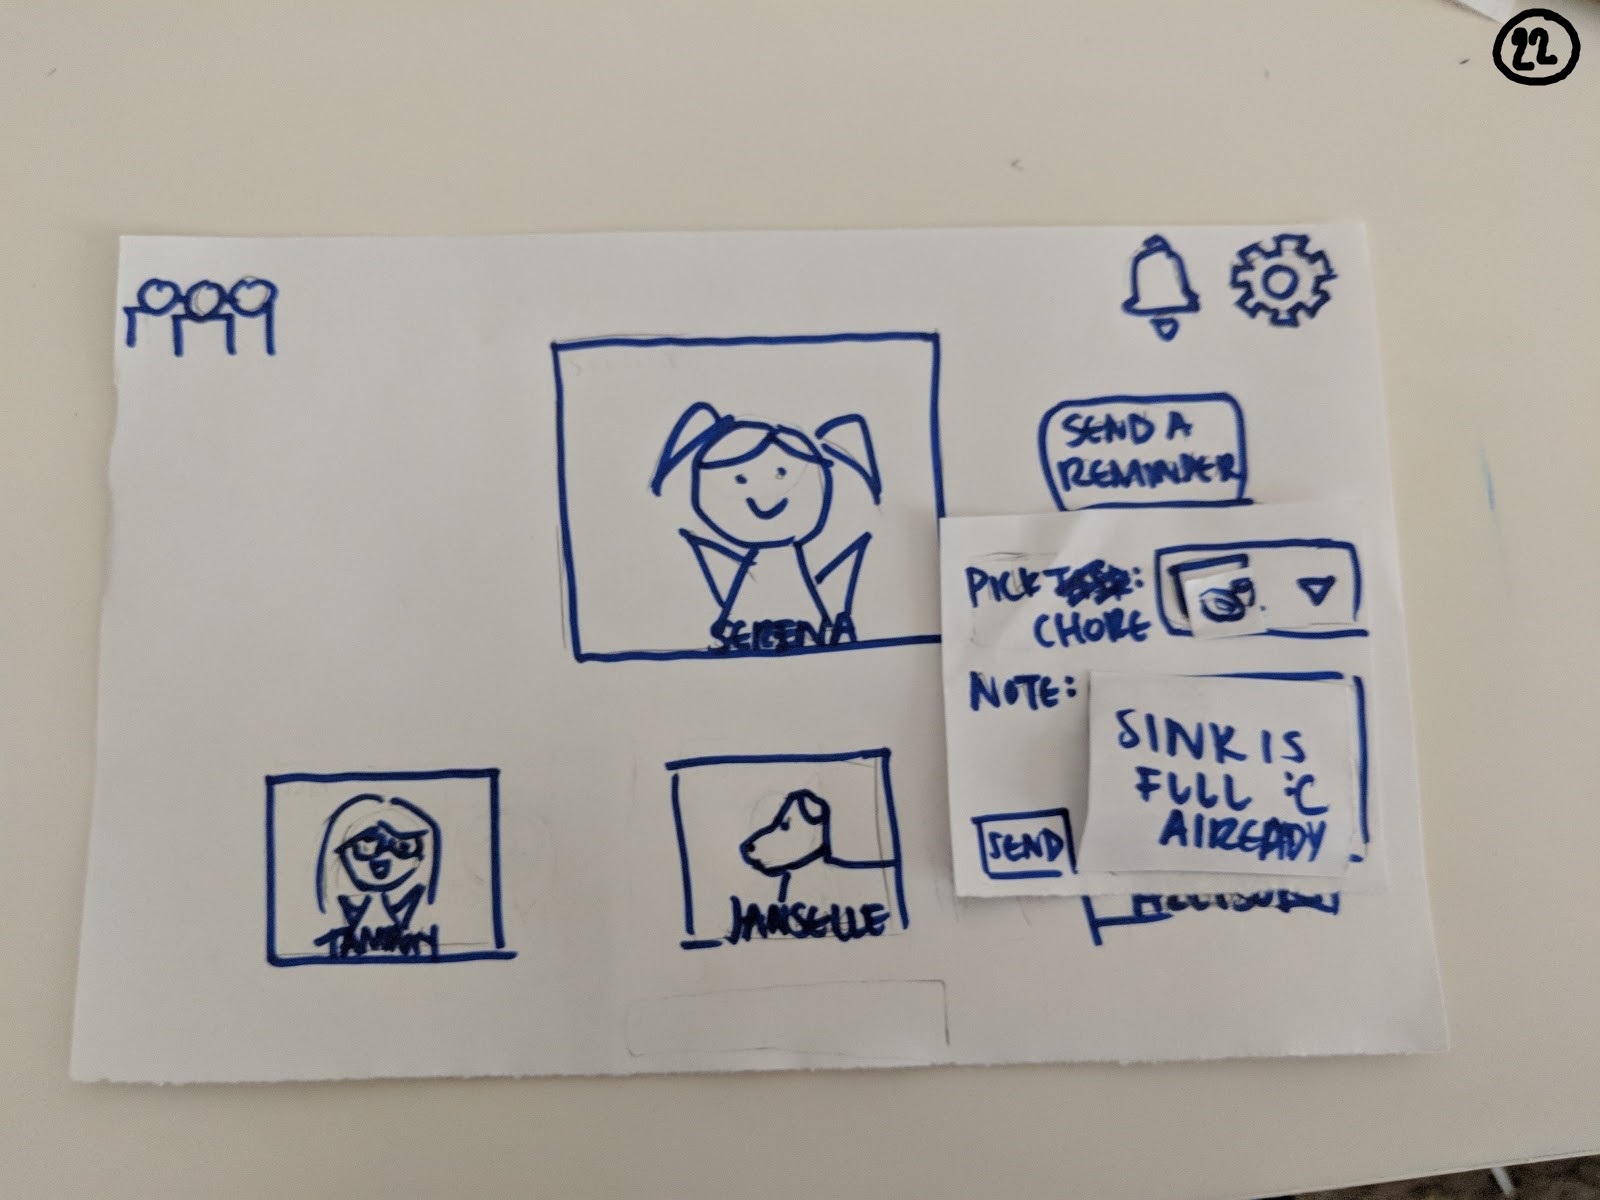 22
SEND A
REMINDER
PICK :
CHORE
NOTE:
SINK IS
FULL :C
AlREADY
SEND
SERENA
TAMMY
JANSELLE